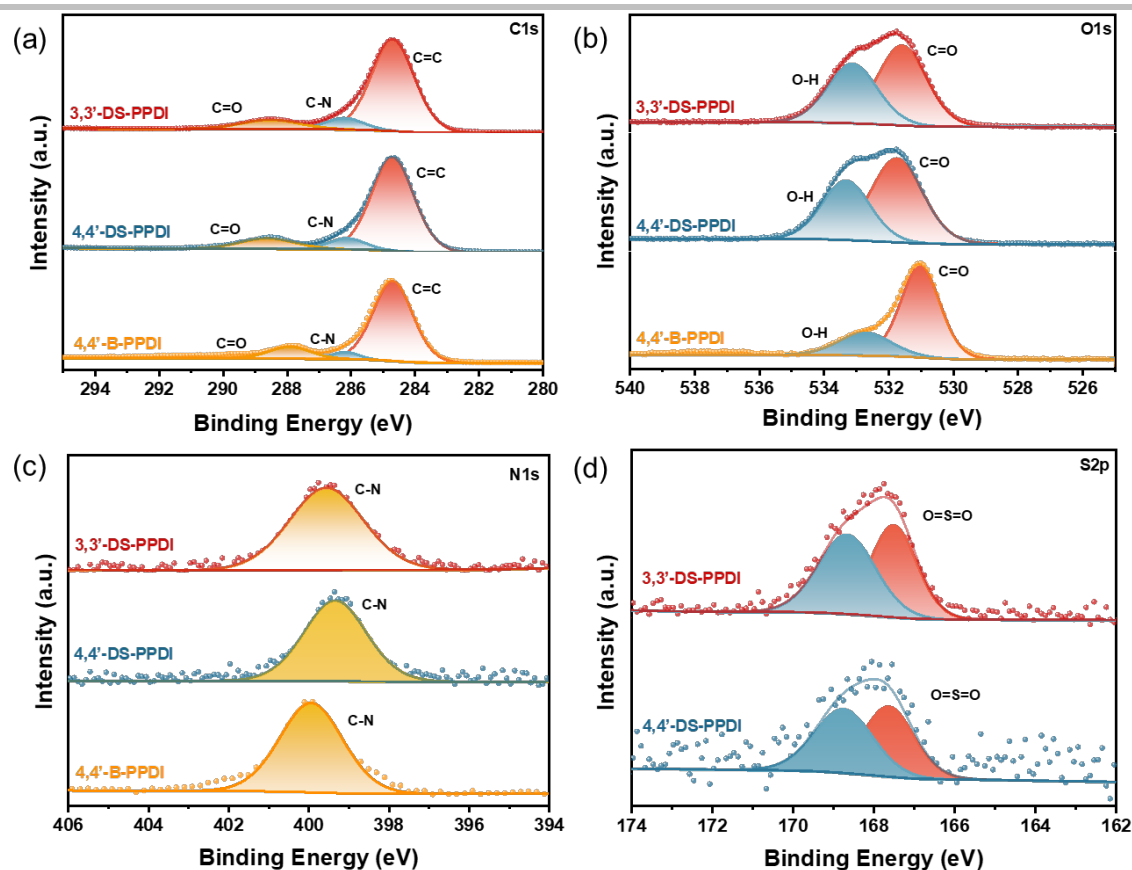 (a)
C1s
C=C
C=O
C-N
3,3'-DS-PPDI
C=C
C=O
C-N
4,4'-DS-PPDI
C=C
C=O
C-N
4,4'-B-PPDI
Intensity (a.u.)
294 292 290 288 286 284 282 280
Binding Energy (eV)
(b)
O1s
C=O
O-H
3,3'-DS-PPDI
C=O
O-H
4,4'-DS-PPDI
C=O
O-H
4,4'-B-PPDI
Intensity (a.u.)
540 538 536 534 532 530 528 526
Binding Energy (eV)
(c)
N1s
C-N
3,3'-DS-PPDI
C-N
4,4'-DS-PPDI
C-N
4,4'-B-PPDI
Intensity (a.u.)
406 404 402 400 398 396 394
Binding Energy (eV)
(d)
S2p
O=S=O
3,3'-DS-PPDI
O=S=O
4,4'-DS-PPDI
Intensity (a.u.)
174 172 170 168 166 164 162
Binding Energy (eV)